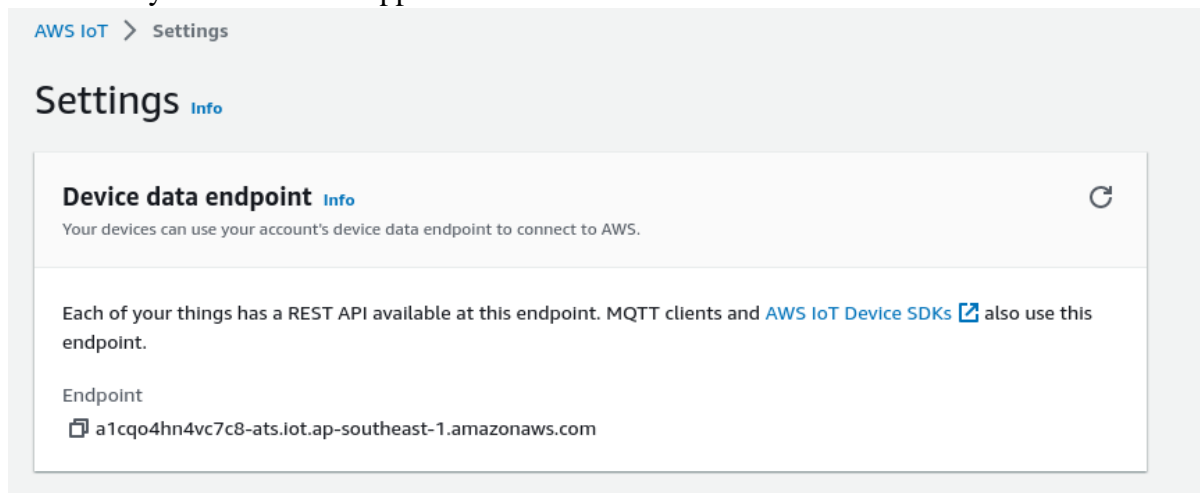 AWS IoT > Settings
Settings Info
Device data endpoint Info
Your devices can use your account's device data endpoint to connect to AWS.
Each of your things has a REST API available at this endpoint. MQTT clients and AWS IoT Device SDKs also use this
endpoint.
Endpoint
a1cqo4hn4vc7c8-ats.iot.ap-southeast-1.amazonaws.com